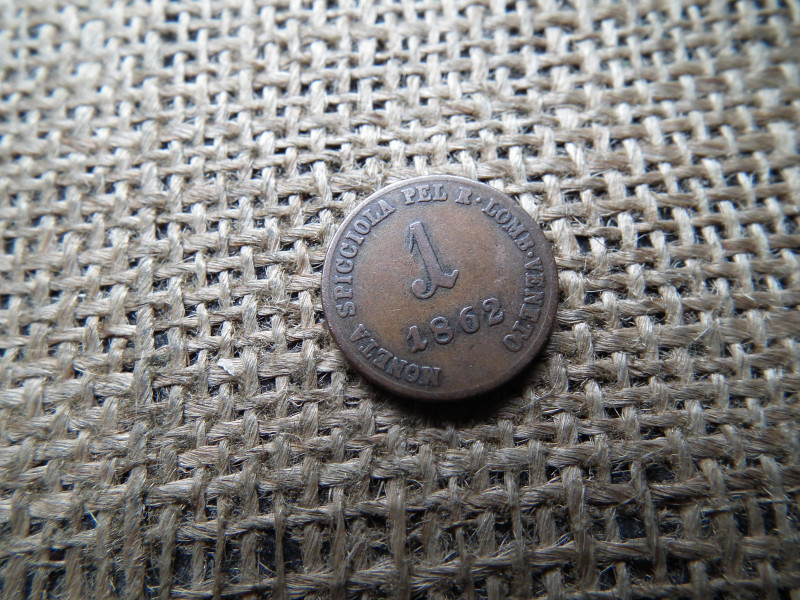 MONETA SPICCIOLA PEL R·LOMB·VENETO
1
1862